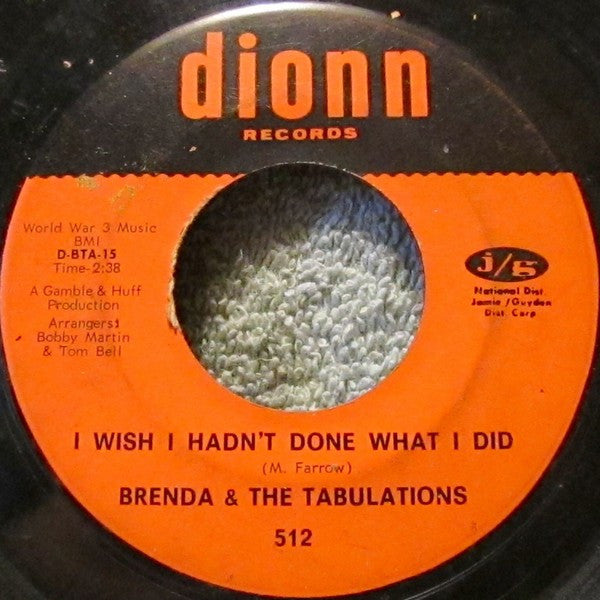 dionn
RECORDS
World War 3 Music
BMI
D-BTA-15
Time-2:38
A Gamble & Huff
Production
Arrangers:
Bobby Martin
& Tom Bell
j/g
National Dist.
Jamie/Guyden
Dist. Corp
I WISH I HADN'T DONE WHAT I DID
(M. Farrow)
BRENDA & THE TABULATIONS
512